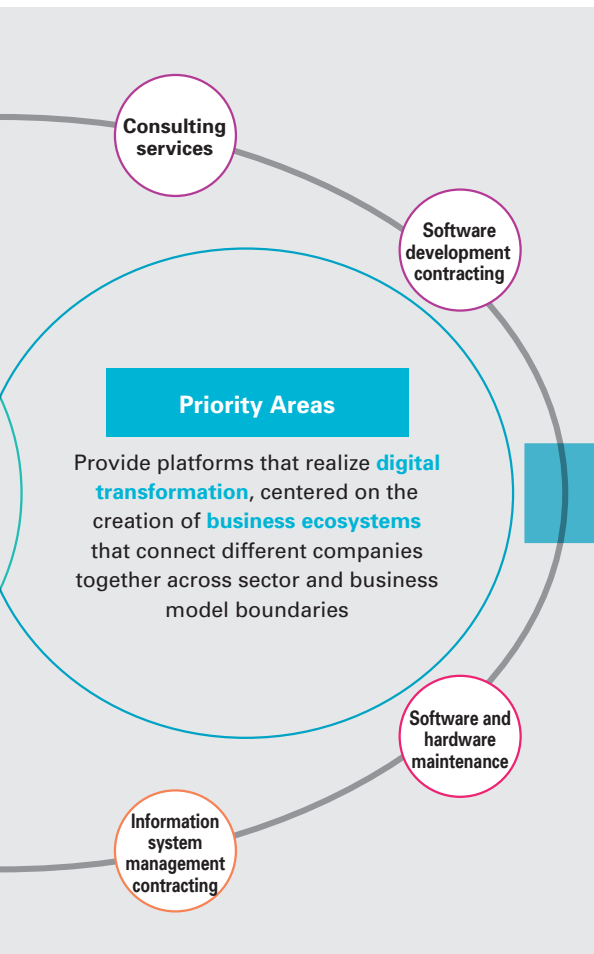 Consulting
services
Software
development
contracting
Priority Areas
Provide platforms that realize digital
transformation, centered on the
creation of business ecosystems
that connect different companies
together across sector and business
model boundaries
Software and
hardware
maintenance
Information
system
management
contracting